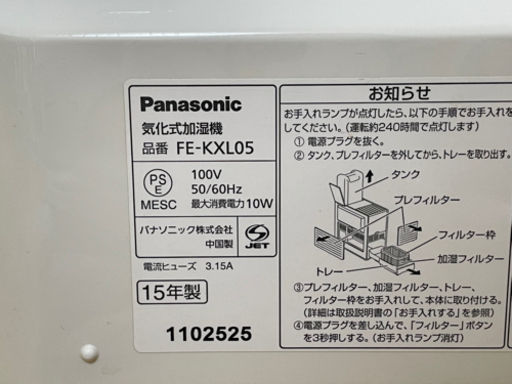 Panasonic
気化式加湿機
品番 FE-KXL05
PS E
MESC
100V
50/60Hz
最大消費電力 10W
パナソニック株式会社
中国製
JET
電流ヒューズ 3.15A
15年製
1102525
お知らせ
お手入れランプが点灯したら、以下の手順でお手入れを
してください。(運転約240時間で点灯します)
①電源プラグを抜く。
②タンク、プレフィルターを外してから、トレーを取り出す。
タンク
プレフィルター
フィルター枠
加湿フィルター
トレー
③プレフィルター、加湿フィルター、トレー、
フィルター枠をお手入れして、本体に取り付ける。
(詳細は取扱説明書の「お手入れする」を参照)
④電源プラグを差し込んで、「フィルター」ボタン
を3秒押しする。(お手入れランプ消灯)